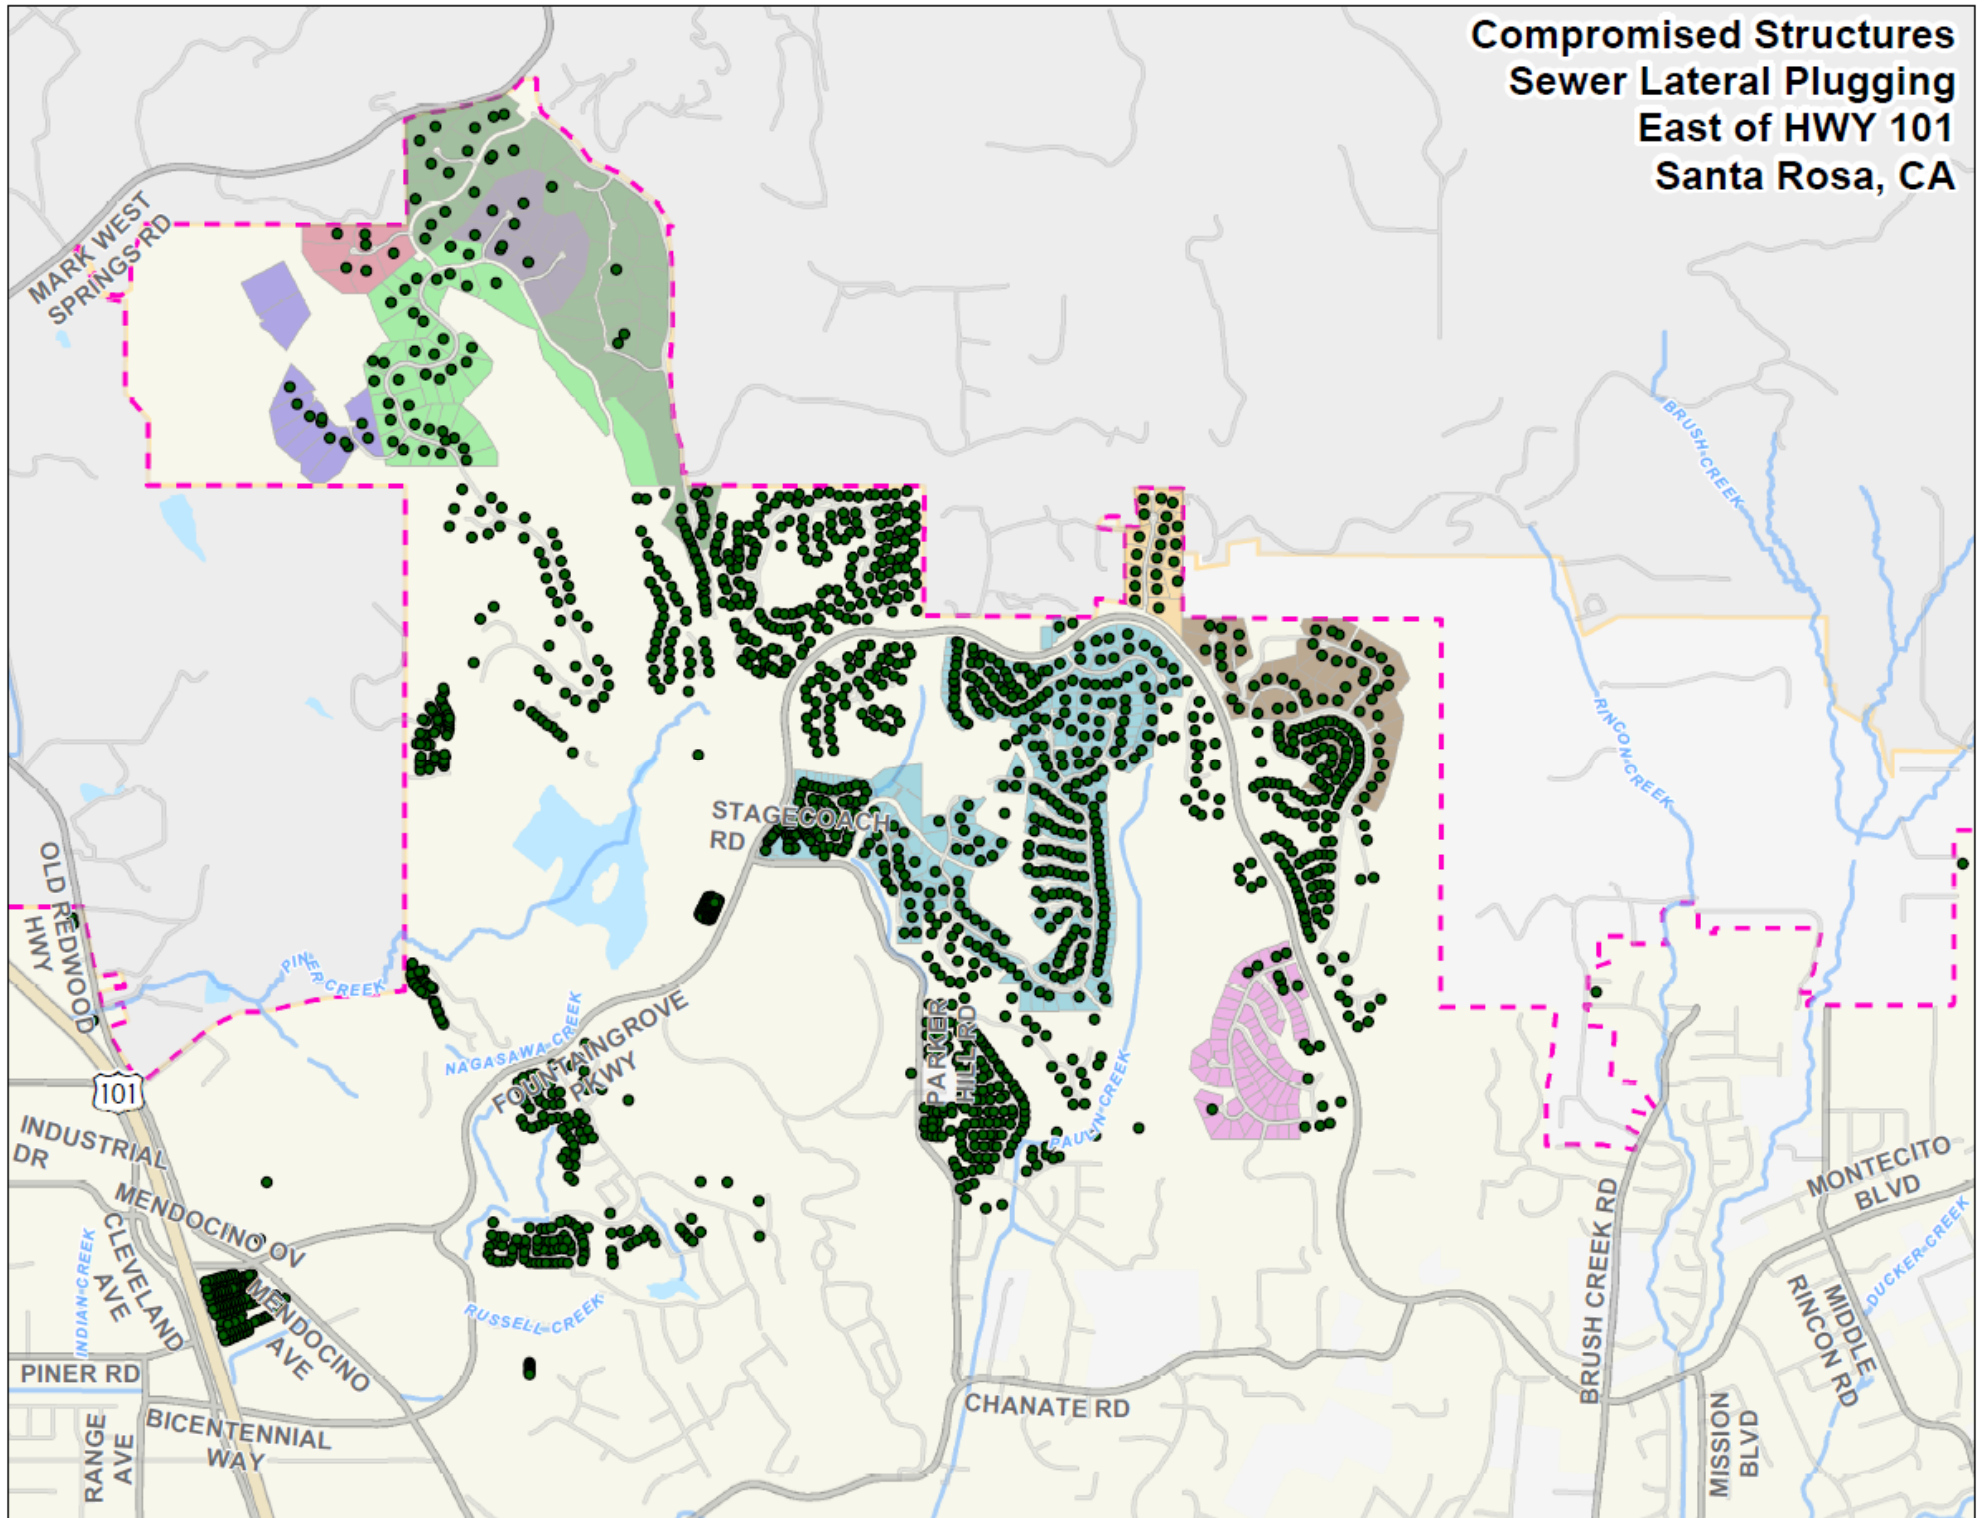 Compromised Structures
Sewer Lateral Plugging
East of HWY 101
Santa Rosa, CA
MARK WEST
SPRINGS RD
BRUSH CREEK
RINCON CREEK
STAGECOACH
RD
OLD REDWOOD
HWY
PINER CREEK
NAGASAWA CREEK
FOUNTAINGROVE
PKWY
PARKER
HILL RD
PAULIN CREEK
101
INDUSTRIAL
DR
MENDOCINO OV
CLEVELAND
AVE
INDIAN CREEK
MENDOCINO
AVE
RUSSELL CREEK
PINER RD
BICENTENNIAL
WAY
RANGE
AVE
CHANATE RD
BRUSH CREEK RD
MONTECITO
BLVD
DUCKER CREEK
MIDDLE
RINCON RD
MISSION
BLVD